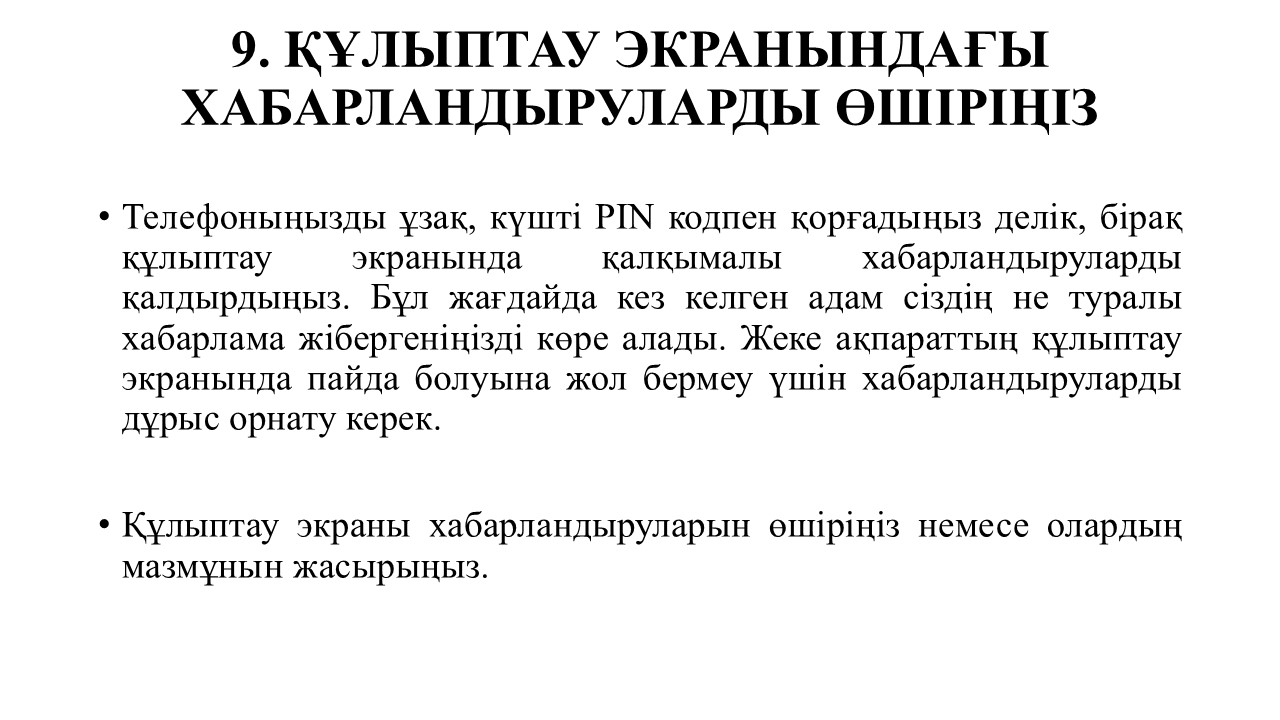 9. ҚҰЛЫПТАУ ЭКРАНЫНДАҒЫ
ХАБАРЛАНДЫРУЛАРДЫ ӨШІРІҢІЗ
• Телефоныңызды ұзақ, күшті PIN кодпен қорғадыңыз делік, бірақ
құлыптау экранында қалқымалы хабарландыруларды
қалдырдыңыз. Бұл жағдайда кез келген адам сіздің не туралы
хабарлама жібергеніңізді көре алады. Жеке ақпараттың құлыптау
экранында пайда болуына жол бермеу үшін хабарландыруларды
дұрыс орнату керек.
• Құлыптау экраны хабарландыруларын өшіріңіз немесе олардың
мазмұнын жасырыңыз.